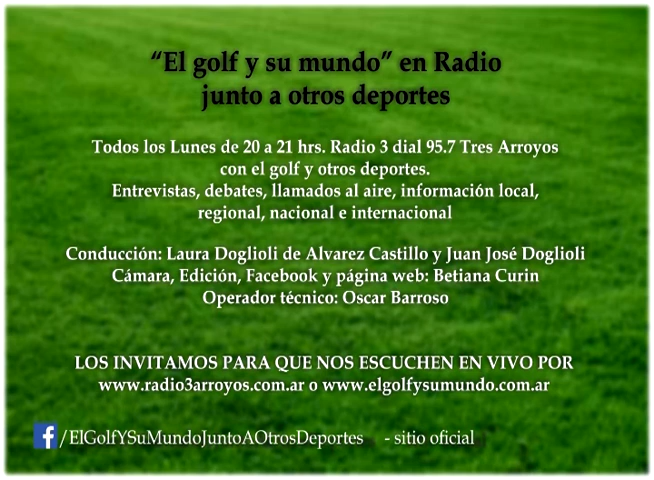 “El golf y su mundo” en Radio
junto a otros deportes
Todos los Lunes de 20 a 21 hrs. Radio 3 dial 95.7 Tres Arroyos
con el golf y otros deportes.
Entrevistas, debates, llamados al aire, información local,
regional, nacional e internacional
Conducción: Laura Doglioli de Alvarez Castillo y Juan José Doglioli
Cámara, Edición, Facebook y página web: Betiana Curin
Operador técnico: Oscar Barroso
LOS INVITAMOS PARA QUE NOS ESCUCHEN EN VIVO POR
www.radio3arroyos.com.ar o www.elgolfysumundo.com.ar
f/ElGolfYSuMundoJuntoAOtrosDeportes - sitio oficial